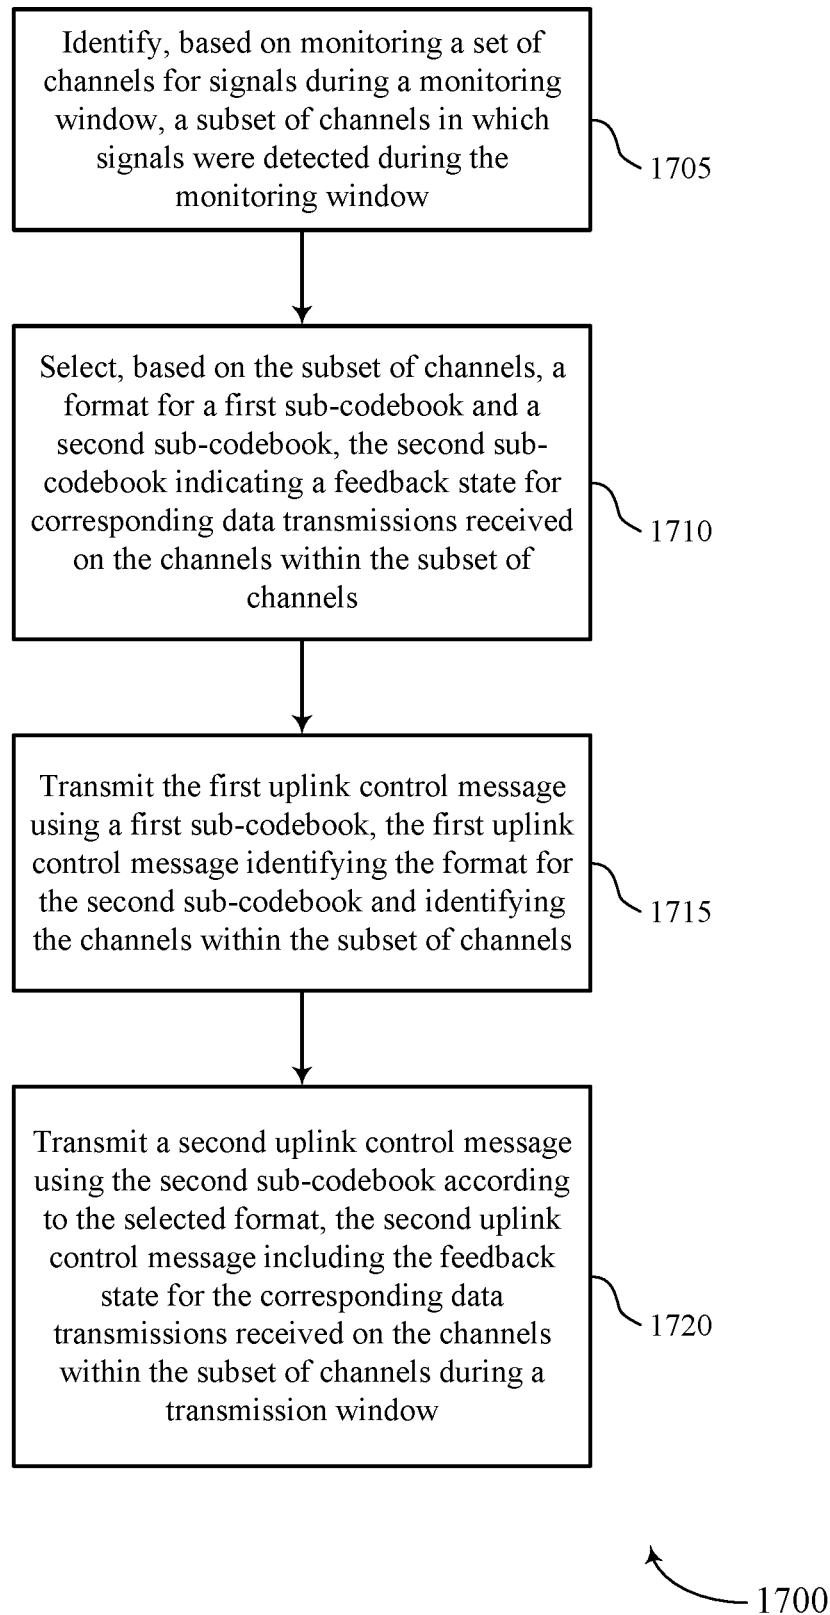 Identify, based on monitoring a set of
channels for signals during a monitoring
window, a subset of channels in which
signals were detected during the
monitoring window
1705
Select, based on the subset of channels, a
format for a first sub-codebook and a
second sub-codebook, the second sub-
codebook indicating a feedback state for
corresponding data transmissions received
on the channels within the subset of
channels
1710
Transmit the first uplink control message
using a first sub-codebook, the first uplink
control message identifying the format for
the second sub-codebook and identifying
the channels within the subset of channels
1715
Transmit a second uplink control message
using the second sub-codebook according
to the selected format, the second uplink
control message including the feedback
state for the corresponding data
transmissions received on the channels
within the subset of channels during a
transmission window
1720
1700